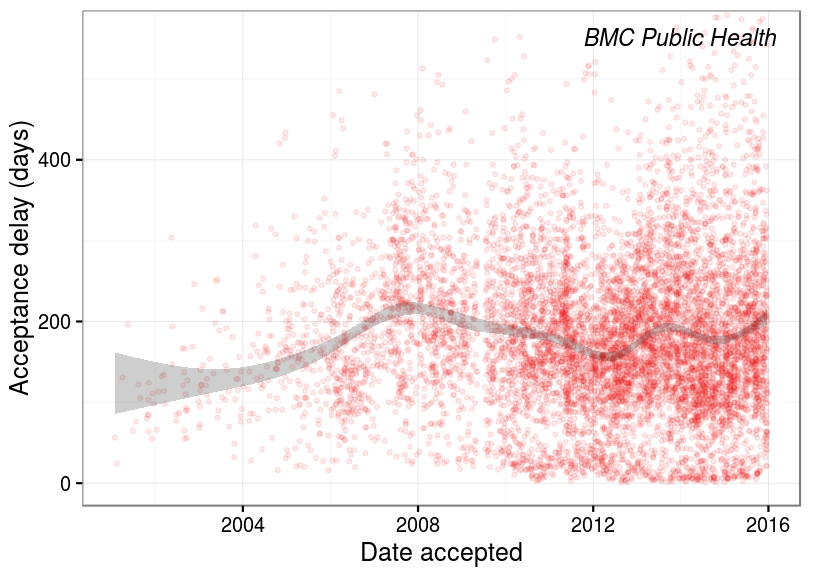 BMC Public Health
Acceptance delay (days)
400
200
0
2004 2008 2012 2016
Date accepted